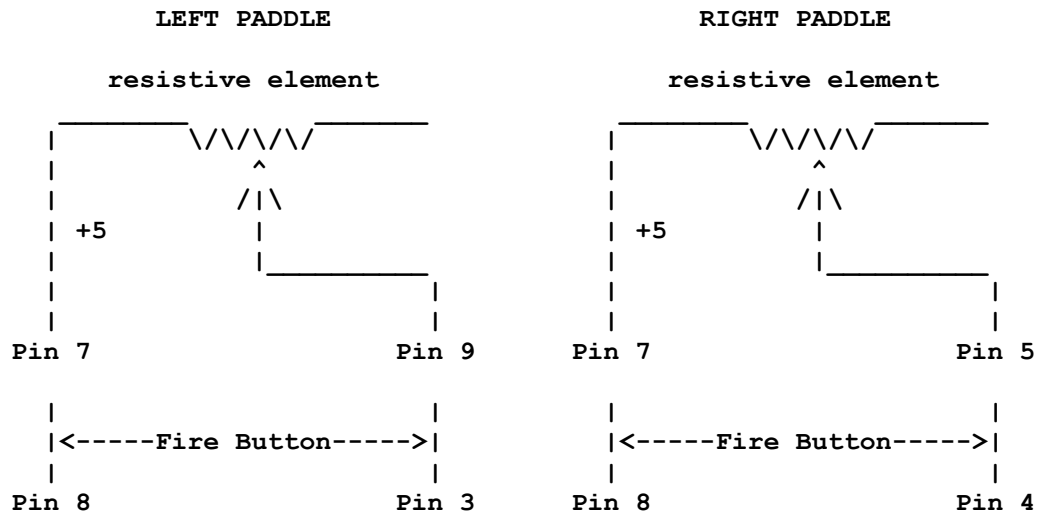 LEFT PADDLE RIGHT PADDLE
resistive element resistive element
+5 +5
Pin 7 Pin 9 Pin 7 Pin 5
|<-----Fire Button----->| |<-----Fire Button----->|
Pin 8 Pin 3 Pin 8 Pin 4